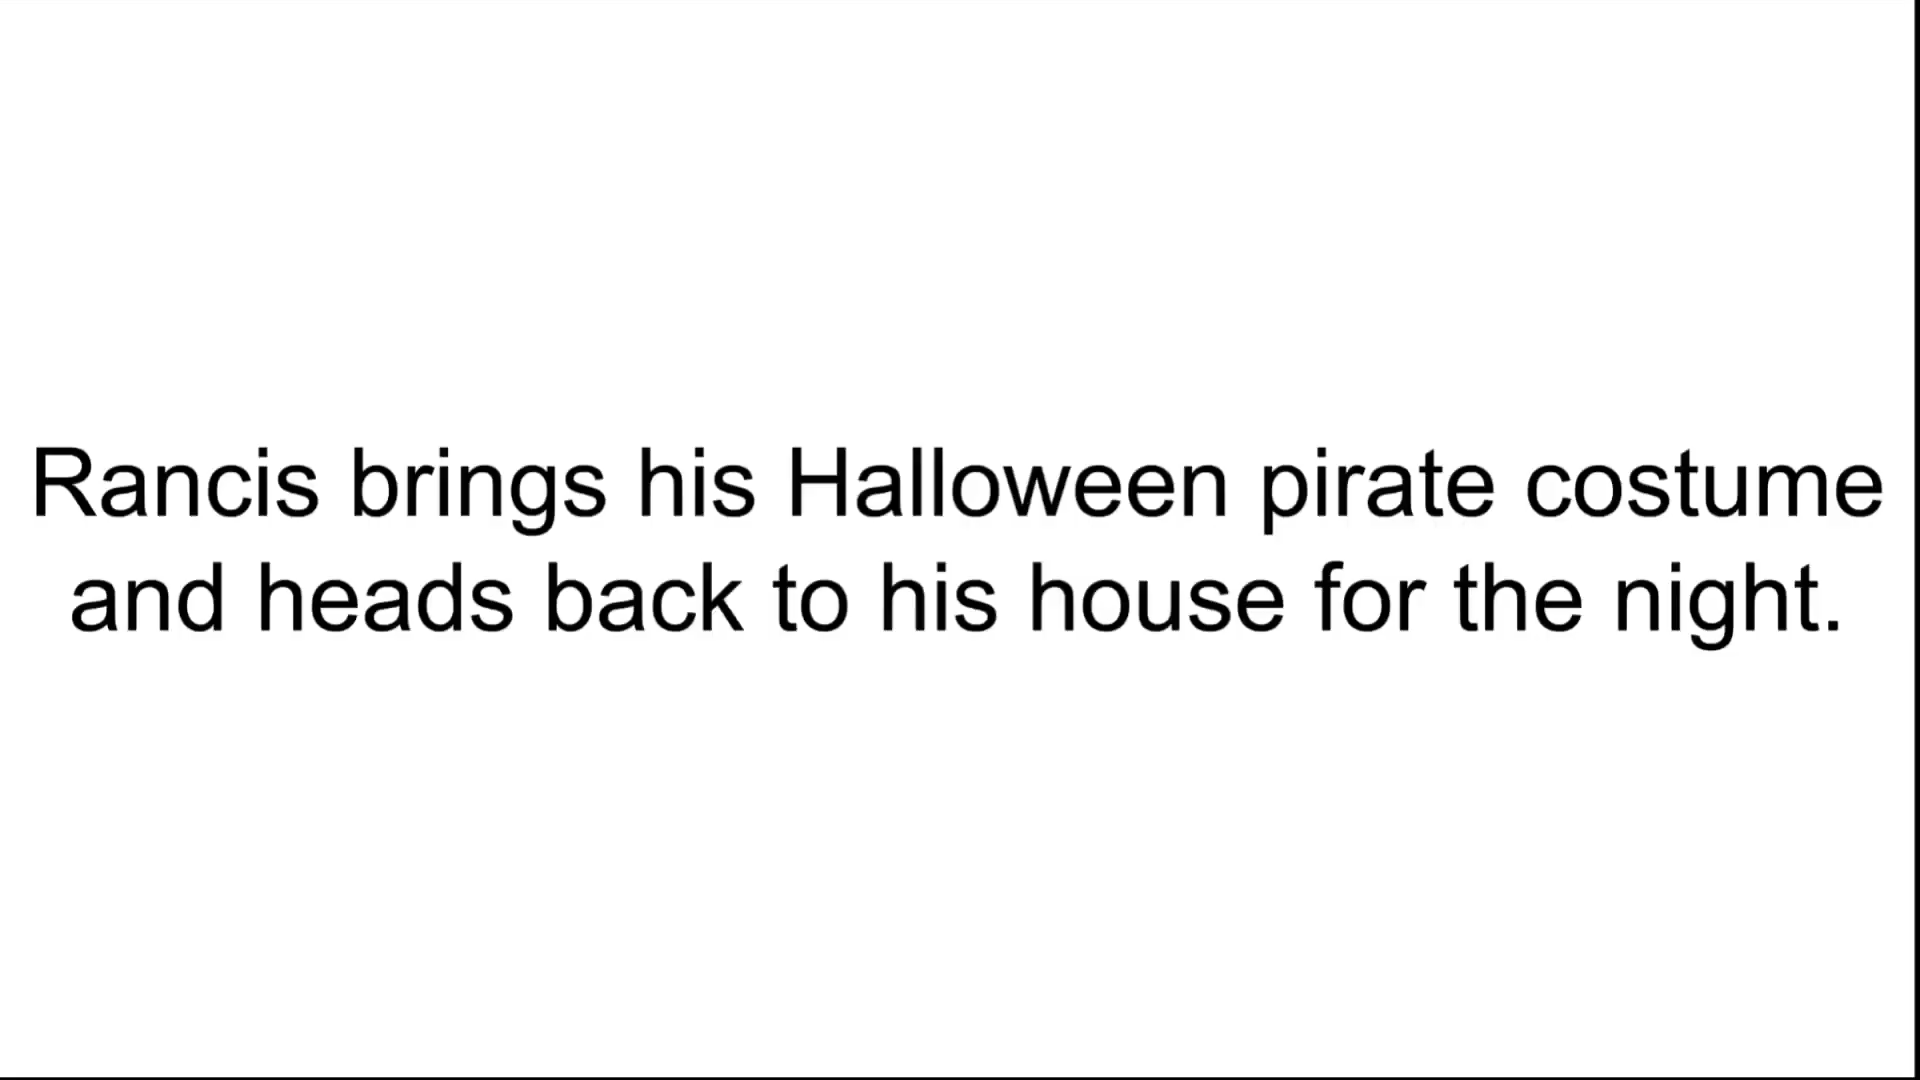 Rancis brings his Halloween pirate costume
and heads back to his house for the night.